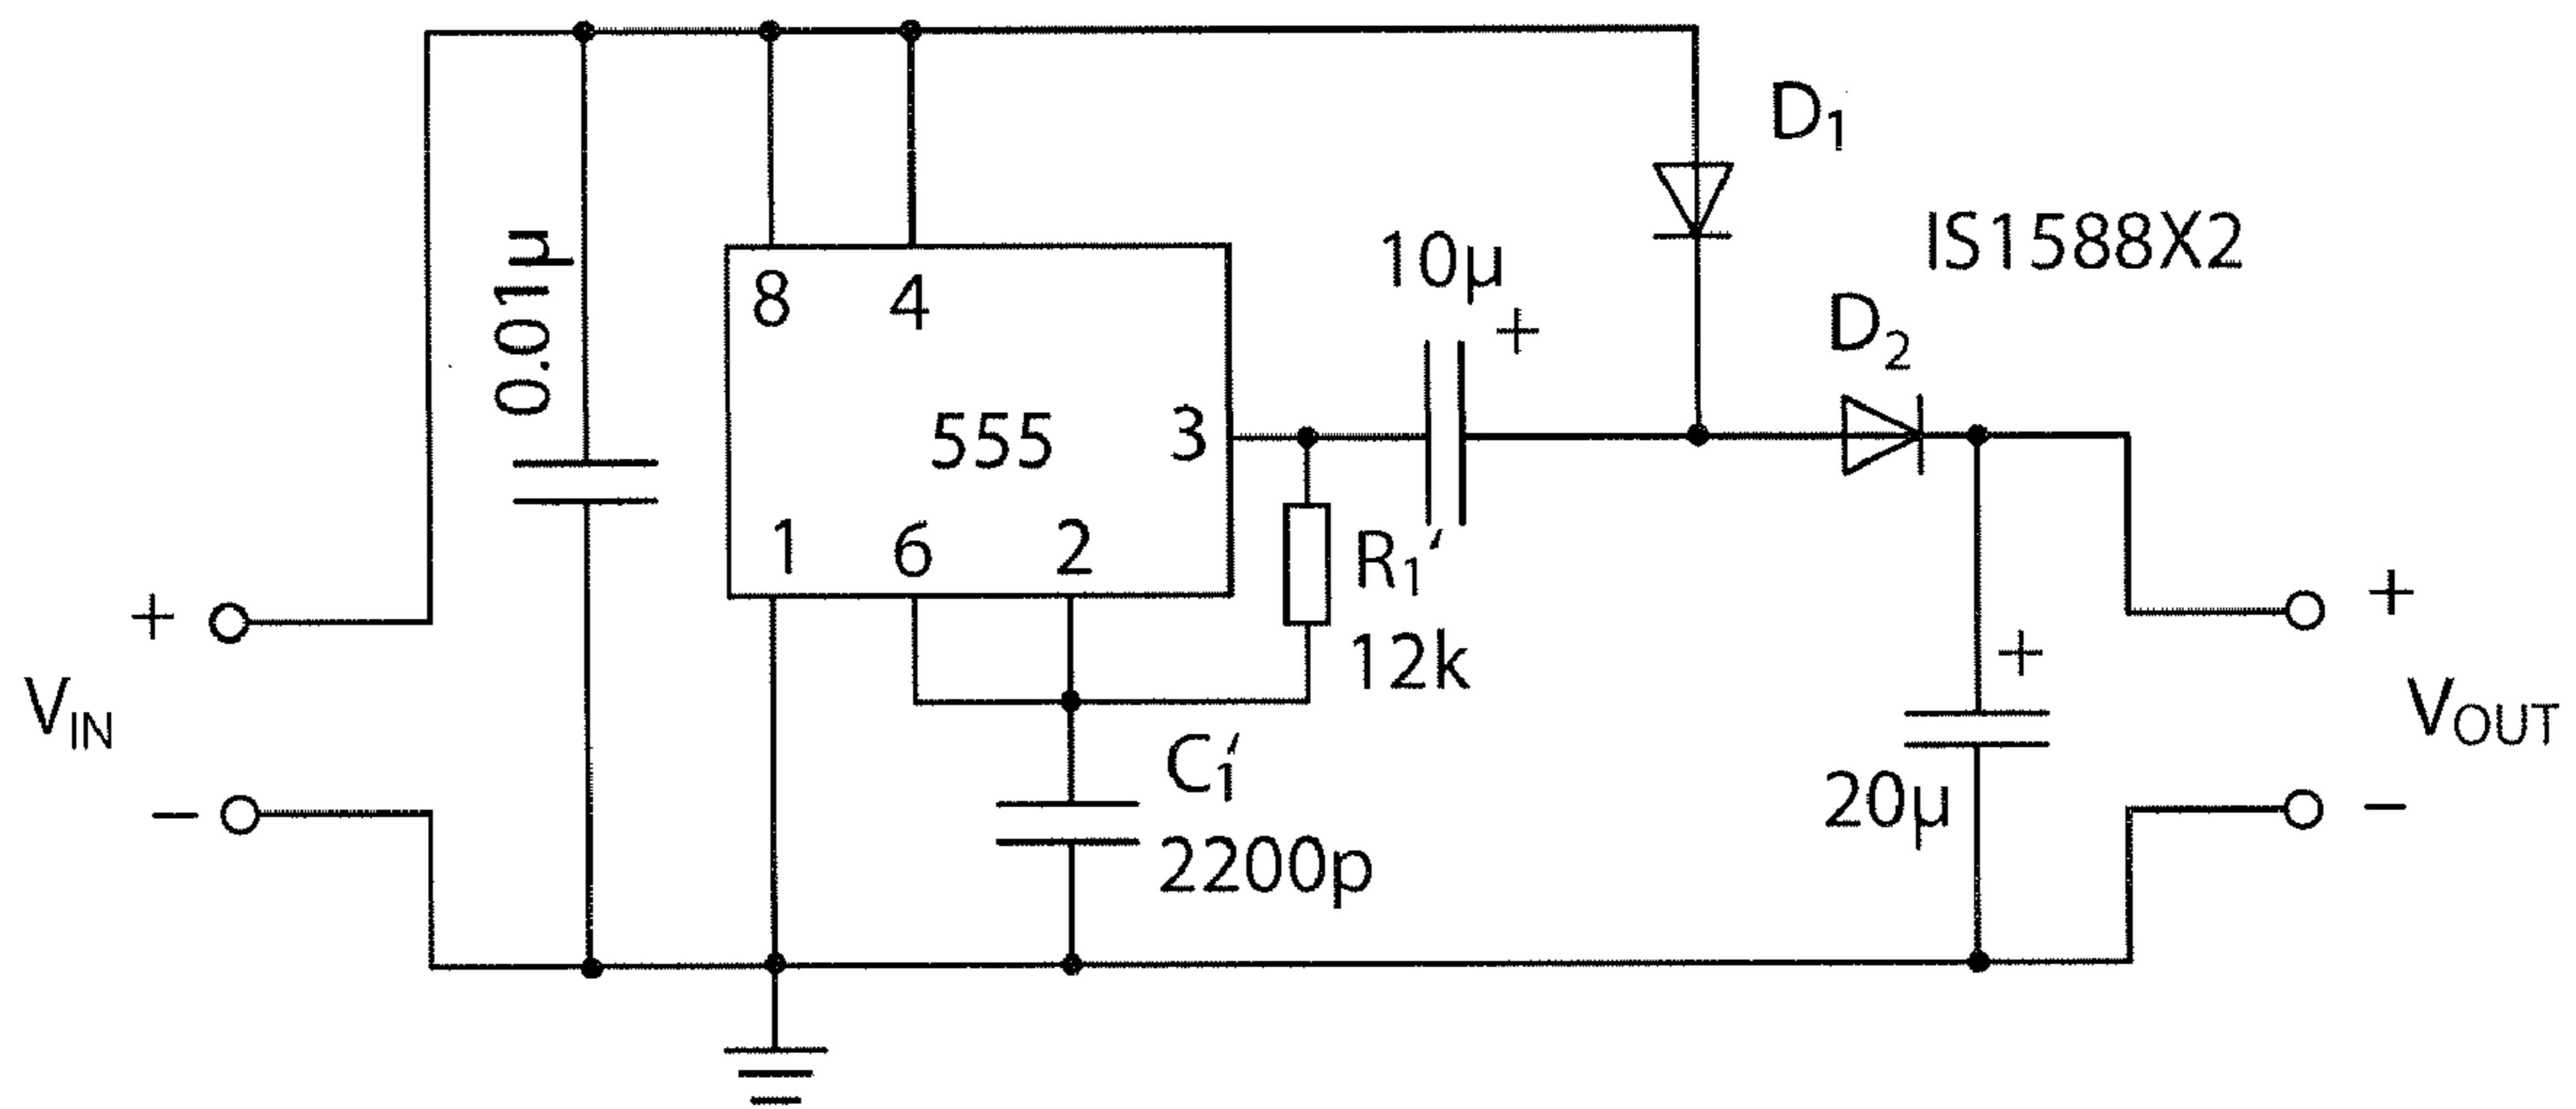 D1
IS1588X2
0.01µ
10µ
+
D2
8
4
555
3
1
6
2
R1′
12k
+
VIN
−
C1′
2200p
+
20µ
+
VOUT
−